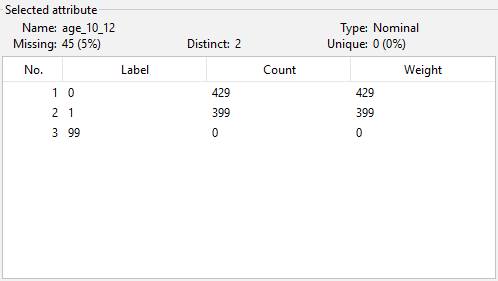 Selected attribute
Name: age_10_12 Type: Nominal
Missing: 45 (5%) Distinct: 2 Unique: 0 (0%)
No. Label Count Weight
1 0 429 429
2 1 399 399
3 99 0 0